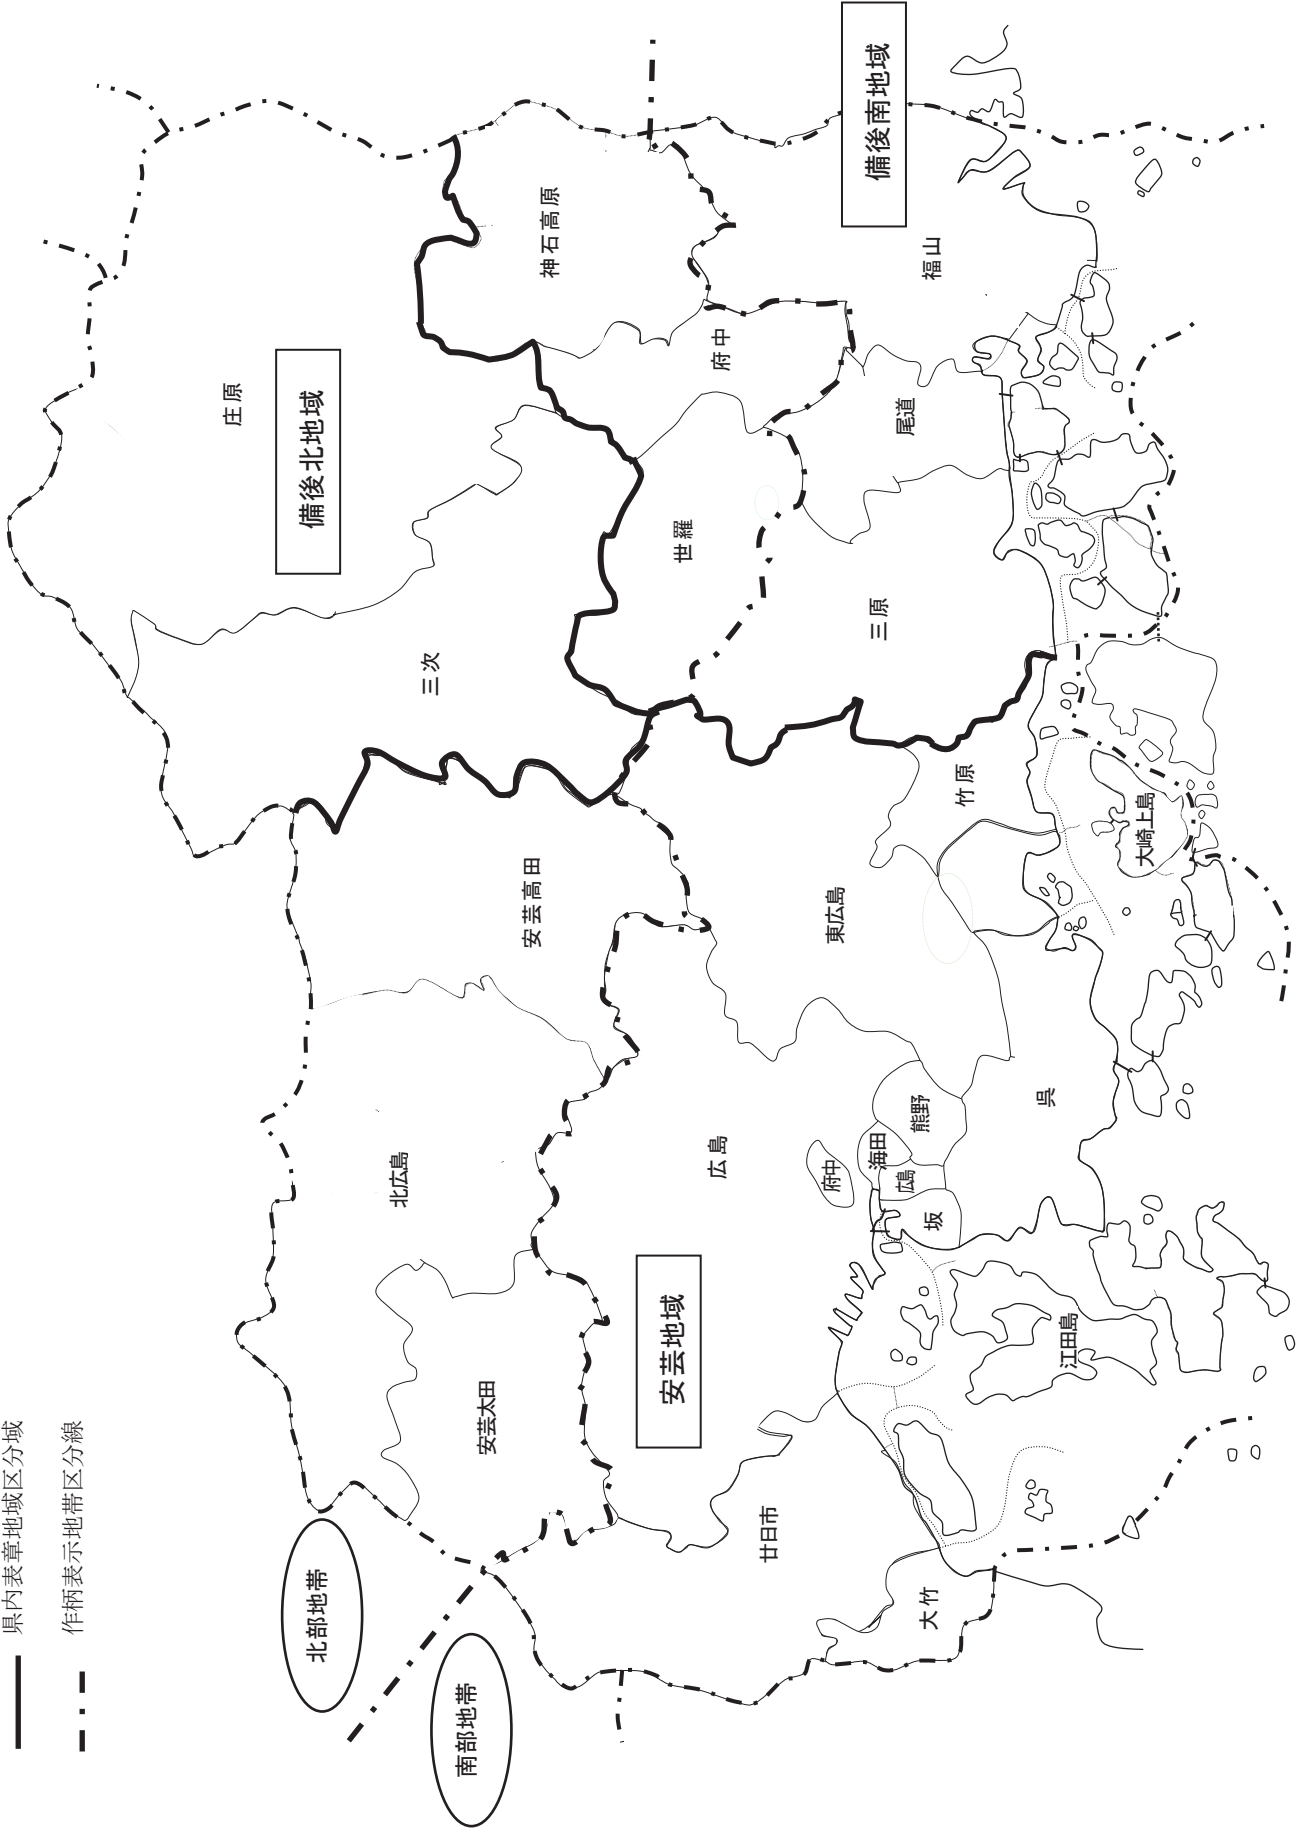 県内表章地域区分域
作柄表示地帯区分線
北部地帯
南部地帯
備後北地域
備後南地域
安芸地域
庄原
三次
神石高原
府中
世羅
福山
尾道
三原
安芸高田
北広島
安芸太田
広島
東広島
竹原
大崎上島
府中
海田
熊野
広島
坂
呉
江田島
廿日市
大竹